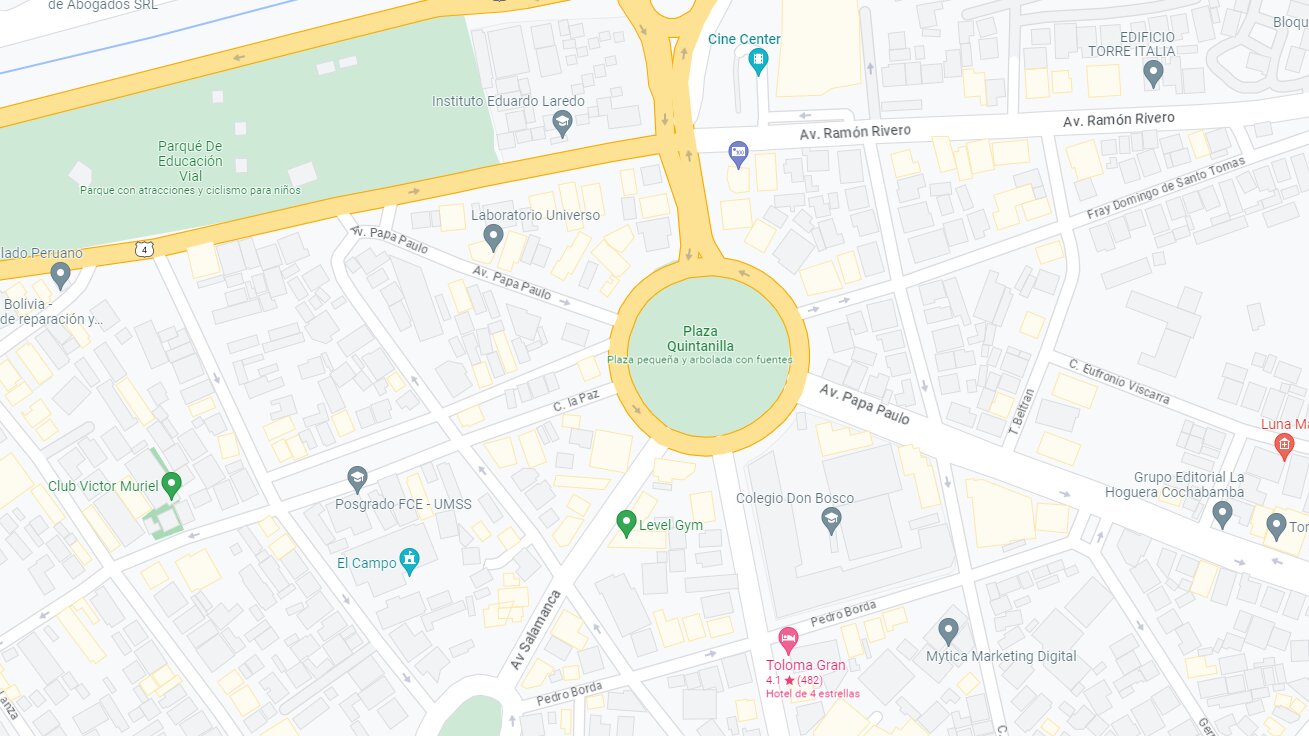 de Abogados SRL
Cine Center
EDIFICIO
TORRE ITALIA
Bloqu
Instituto Eduardo Laredo
Av. Ramón Rivero
Av. Ramón Rivero
Parqué De
Educación
Vial
Parque con atracciones y ciclismo para niños
Fray Domingo de Santo Tomas
Laboratorio Universo
Av. Papa Paulo
4
lado Peruano
Av. Papa Paulo
Bolivia -
de reparación y...
Plaza
Quintanilla
Plaza pequeña y arbolada con fuentes
C. Eufronio Viscarra
Av. Papa Paulo
C. la Paz
T.Beltran
Luna Ma
Club Victor Muriel
Posgrado FCE - UMSS
Colegio Don Bosco
Grupo Editorial La
Hoguera Cochabamba
Level Gym
Tor
El Campo
Av Salamanca
Pedro Borda
Mytica Marketing Digital
Toloma Gran
4.1 ★ (482)
Hotel de 4 estrellas
Pedro Borda
Lanza
C.
Ger